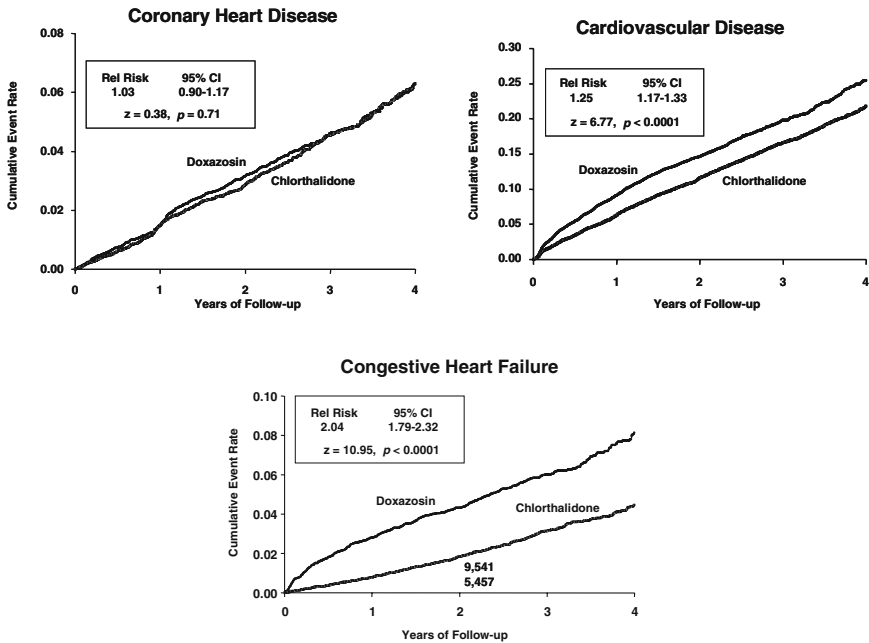 Coronary Heart Disease
Cumulative Event Rate
0.08
0.06
0.04
0.02
0.00
Rel Risk 95% CI
1.03 0.90-1.17
z = 0.38, p = 0.71
Doxazosin
Chlorthalidone
0 1 2 3 4
Years of Follow-up
Cardiovascular Disease
Cumulative Event Rate
0.30
0.25
0.20
0.15
0.10
0.05
0.00
Rel Risk 95% CI
1.25 1.17-1.33
z = 6.77, p < 0.0001
Doxazosin
Chlorthalidone
0 1 2 3 4
Years of Follow-up
Congestive Heart Failure
Cumulative Event Rate
0.10
0.08
0.06
0.04
0.02
0.00
Rel Risk 95% CI
2.04 1.79-2.32
z = 10.95, p < 0.0001
Doxazosin
Chlorthalidone
9,541
5,457
0 1 2 3 4
Years of Follow-up